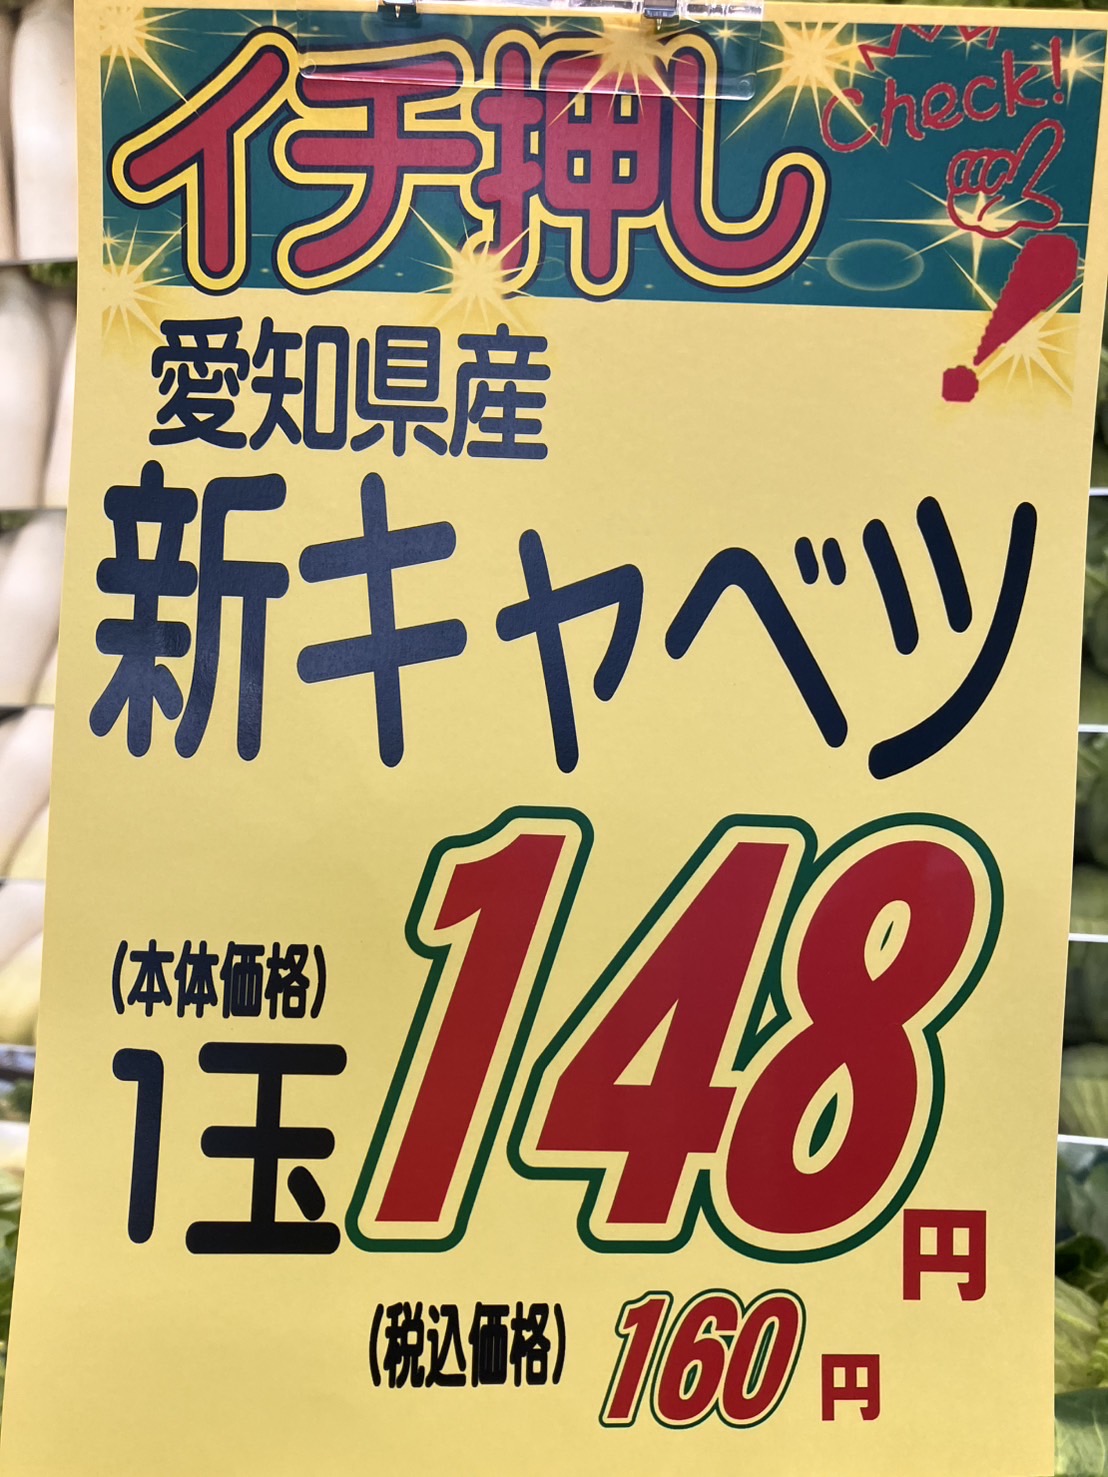 イチ押し
Check!
愛知県産
新キャベツ
(本体価格)
1玉 148円
(税込価格) 160円